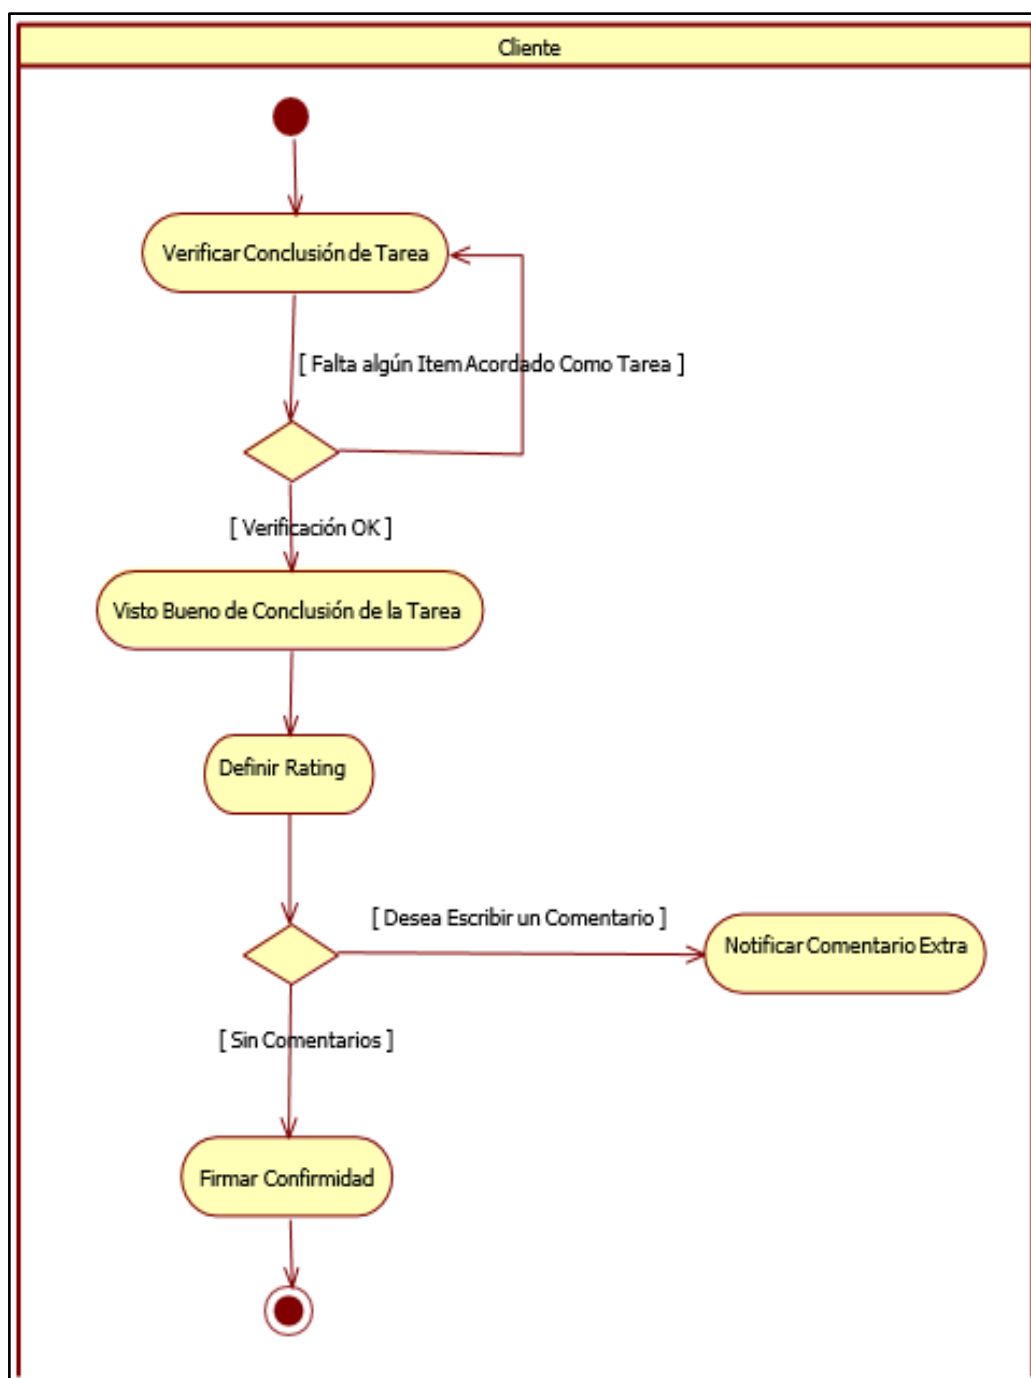 Cliente
Verificar Conclusión de Tarea
[ Falta algún Item Acordado Como Tarea ]
[ Verificación OK ]
Visto Bueno de Conclusión de la Tarea
Definir Rating
[ Desea Escribir un Comentario ]
Notificar Comentario Extra
[ Sin Comentarios ]
Firmar Confirmidad